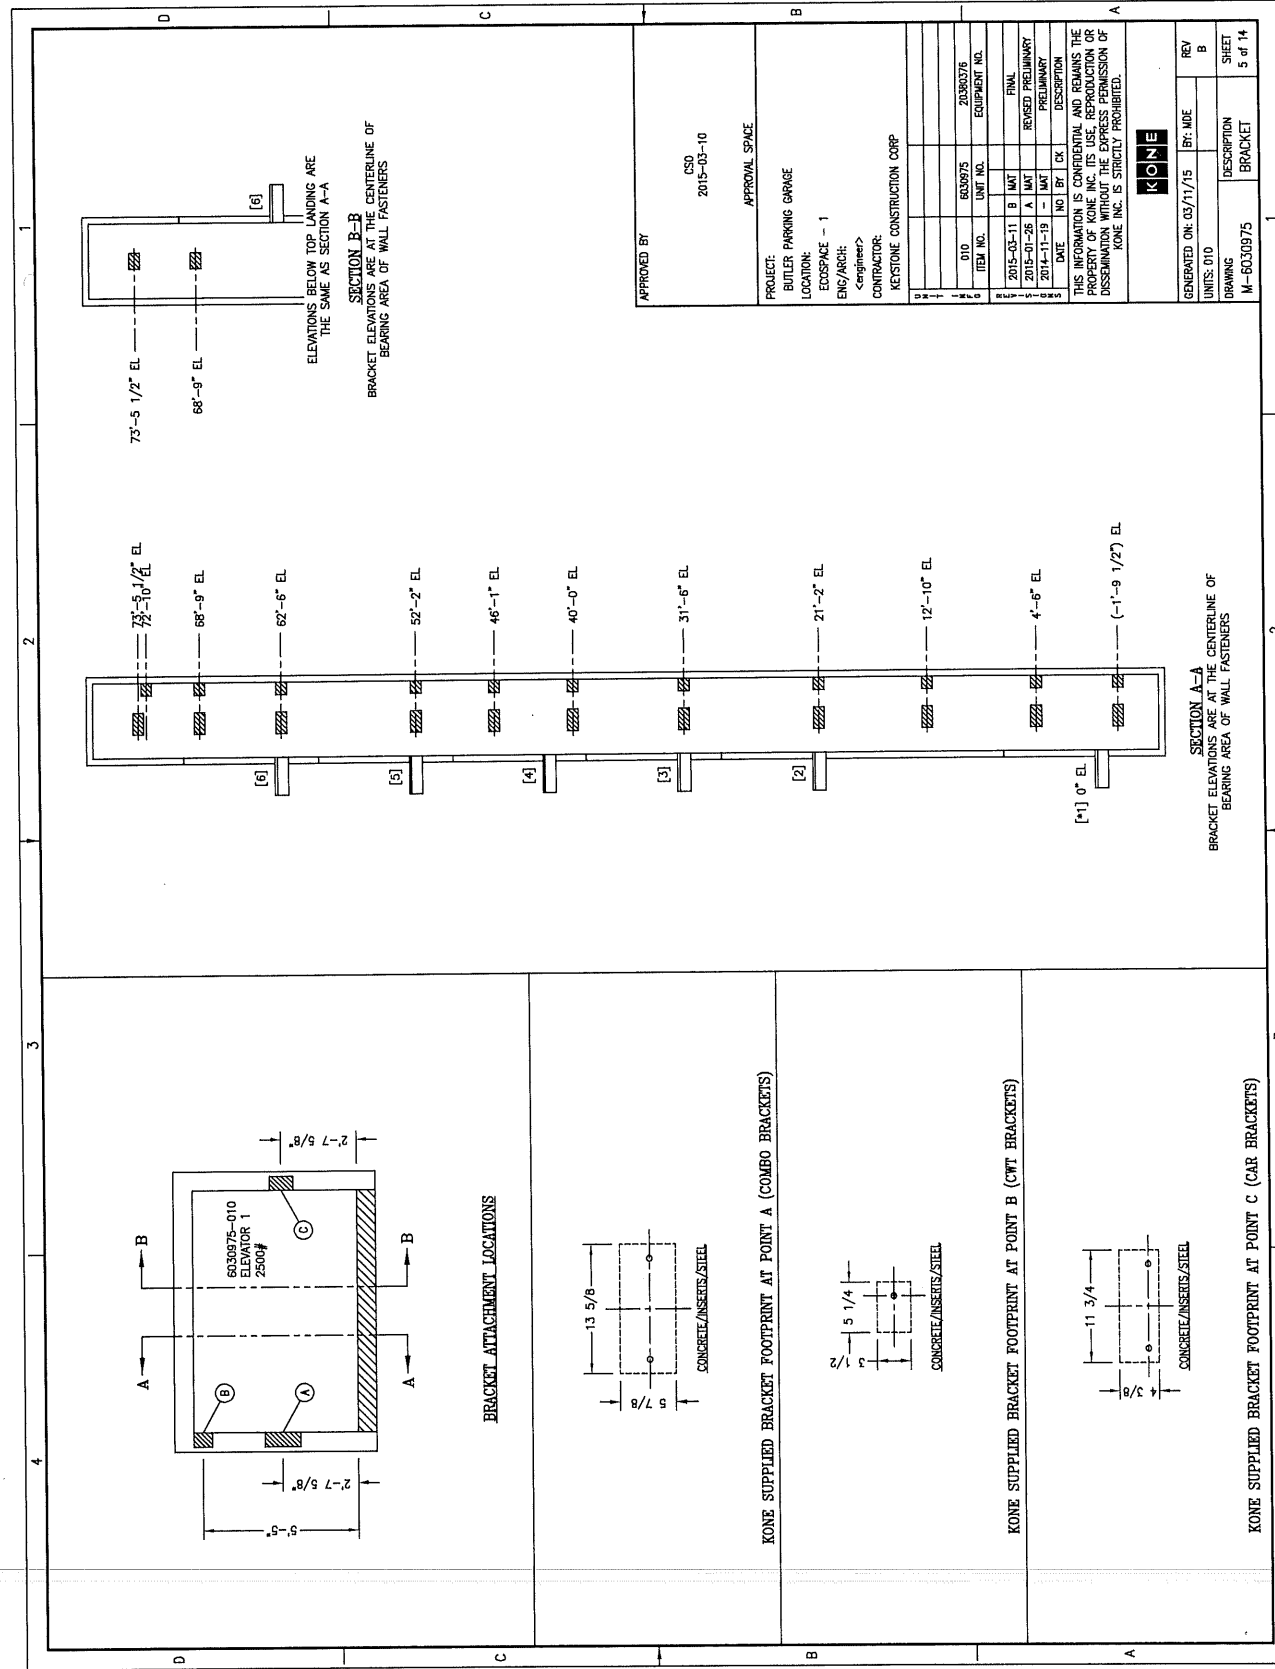 4
3
2
1
D
C
B
A
D
C
B
A
1
2
5'-5"
2'-7 5/8"
2'-7 5/8"
A
B
A
B
B
A
C
6030975-010
ELEVATOR 1
2500#
BRACKET ATTACHMENT LOCATIONS
13 5/8
5 7/8
CONCRETE/INSERTS/STEEL
KONE SUPPLIED BRACKET FOOTPRINT AT POINT A (COMBO BRACKETS)
5 1/4
3 1/2
CONCRETE/INSERTS/STEEL
KONE SUPPLIED BRACKET FOOTPRINT AT POINT B (CWT BRACKETS)
11 3/4
4 3/8
CONCRETE/INSERTS/STEEL
KONE SUPPLIED BRACKET FOOTPRINT AT POINT C (CAR BRACKETS)
73'-5 1/2" EL
72'-10" EL
68'-9" EL
62'-6" EL
52'-2" EL
46'-1" EL
40'-0" EL
31'-6" EL
21'-2" EL
12'-10" EL
4'-6" EL
(-1'-9 1/2") EL
[6]
[5]
[4]
[3]
[2]
[*1] 0" EL
SECTION A-A
BRACKET ELEVATIONS ARE AT THE CENTERLINE OF
BEARING AREA OF WALL FASTENERS
73'-5 1/2" EL
68'-9" EL
[6]
ELEVATIONS BELOW TOP LANDING ARE
THE SAME AS SECTION A-A
SECTION B-B
BRACKET ELEVATIONS ARE AT THE CENTERLINE OF
BEARING AREA OF WALL FASTENERS
APPROVED BY
CSO
2015-03-10
APPROVAL SPACE
PROJECT:
BUTLER PARKING GARAGE
LOCATION:
ECOSPACE - 1
ENG/ARCH:
<engineer>
CONTRACTOR:
KEYSTONE CONSTRUCTION CORP
UNIT INFO
010 6030975 20380376
ITEM NO. UNIT NO. EQUIPMENT NO.
REVISIONS
2015-03-11 B MAT FINAL
2015-01-26 A MAT REVISED PRELIMINARY
2014-11-19 - MAT PRELIMINARY
DATE NO BY CK DESCRIPTION
THIS INFORMATION IS CONFIDENTIAL AND REMAINS THE
PROPERTY OF KONE INC. ITS USE, REPRODUCTION OR
DISSEMINATION WITHOUT THE EXPRESS PERMISSION OF
KONE INC. IS STRICTLY PROHIBITED.
KONE
GENERATED ON: 03/11/15 BY: MDE REV
B
UNITS: 010
DRAWING DESCRIPTION SHEET
M-6030975 BRACKET 5 of 14